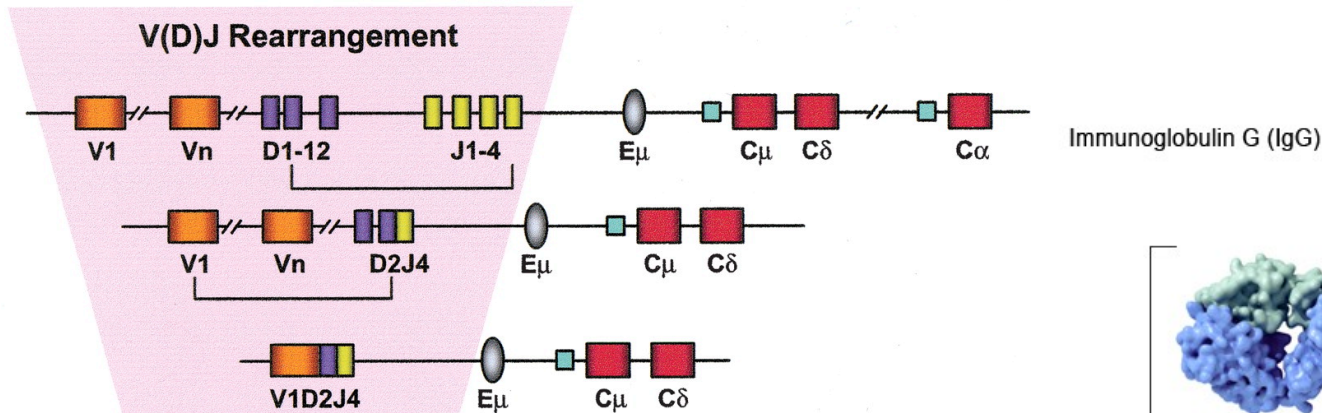 V(D)J Rearrangement
V1 Vn D1-12 J1-4 Eμ Cμ Cδ Cα
Immunoglobulin G (IgG)
V1 Vn D2J4 Eμ Cμ Cδ
V1D2J4 Eμ Cμ Cδ